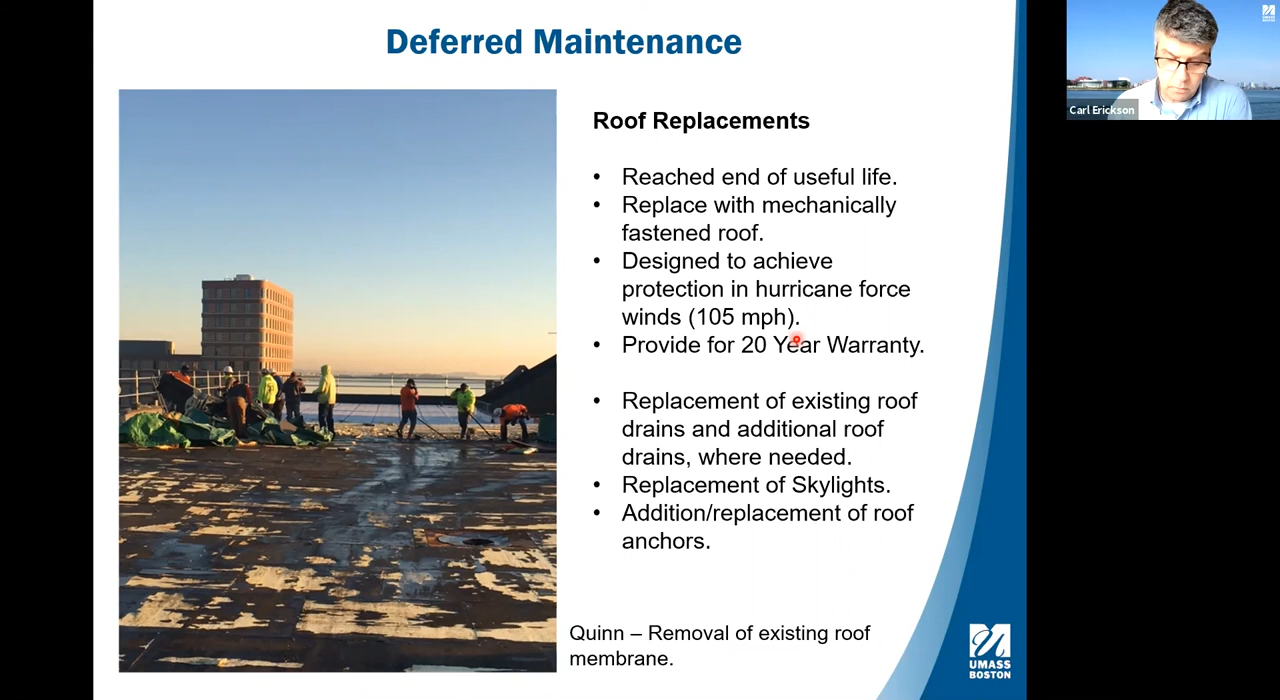 Deferred Maintenance
UMASS
BOSTON
Carl Erickson
Roof Replacements
• Reached end of useful life.
• Replace with mechanically
fastened roof.
• Designed to achieve
protection in hurricane force
winds (105 mph).
• Provide for 20 Year Warranty.
• Replacement of existing roof
drains and additional roof
drains, where needed.
• Replacement of Skylights.
• Addition/replacement of roof
anchors.
Quinn – Removal of existing roof
membrane.
UMASS
BOSTON